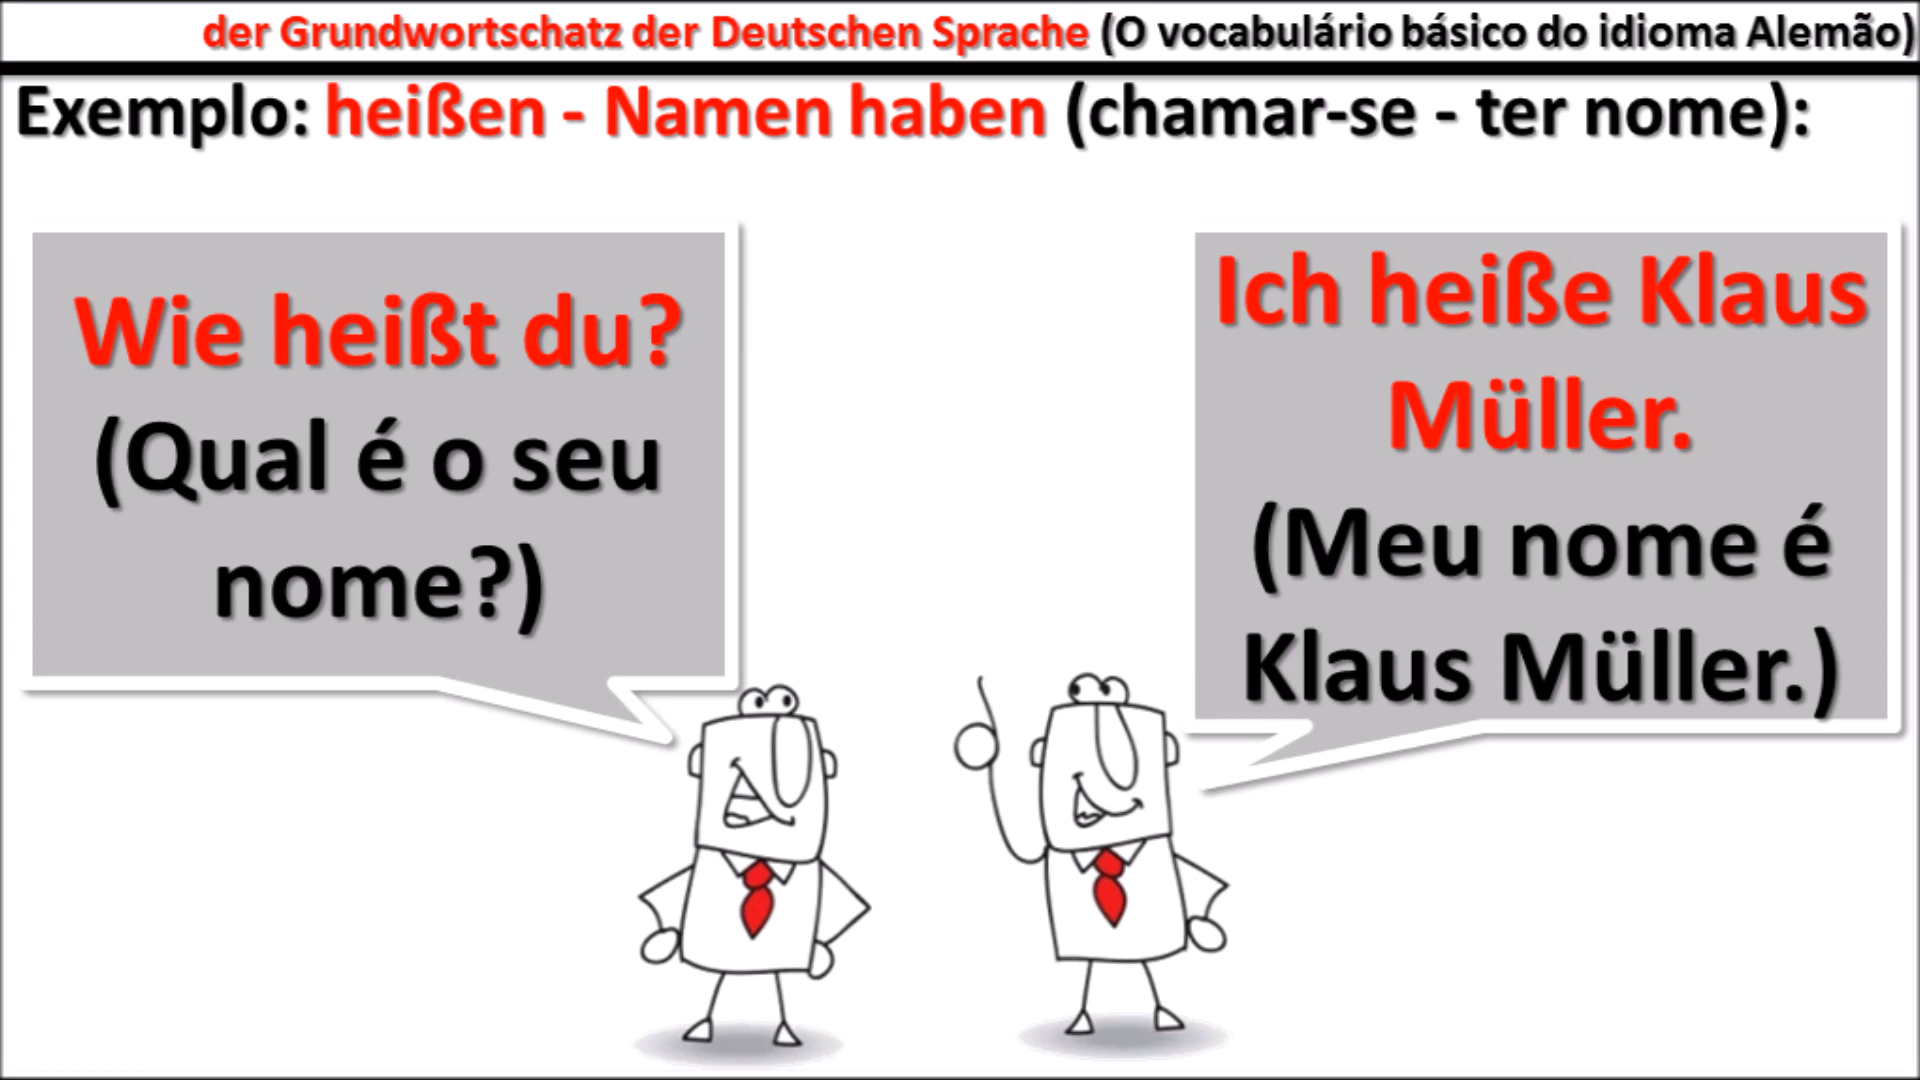 der Grundwortschatz der Deutschen Sprache (O vocabulário básico do idioma Alemão)
Exemplo: heißen - Namen haben (chamar-se - ter nome):
Wie heißt du?
(Qual é o seu
nome?)
Ich heiße Klaus
Müller.
(Meu nome é
Klaus Müller.)